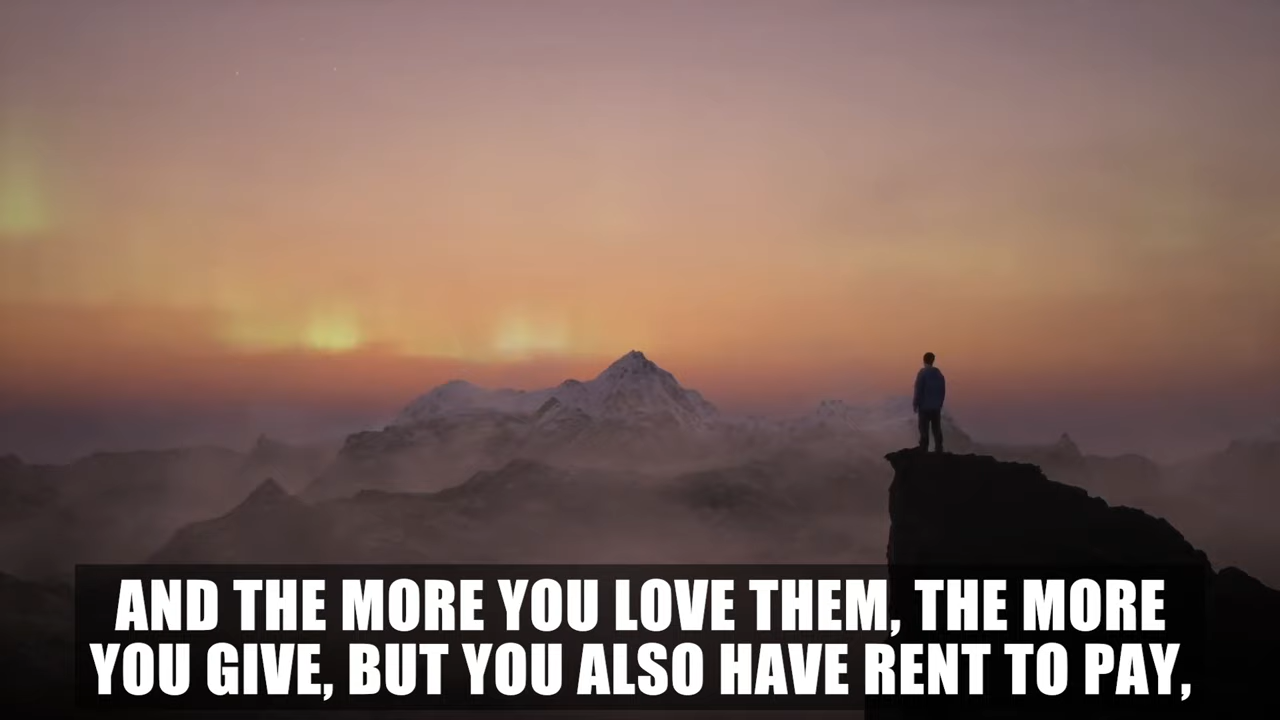 AND THE MORE YOU LOVE THEM, THE MORE
YOU GIVE, BUT YOU ALSO HAVE RENT TO PAY,